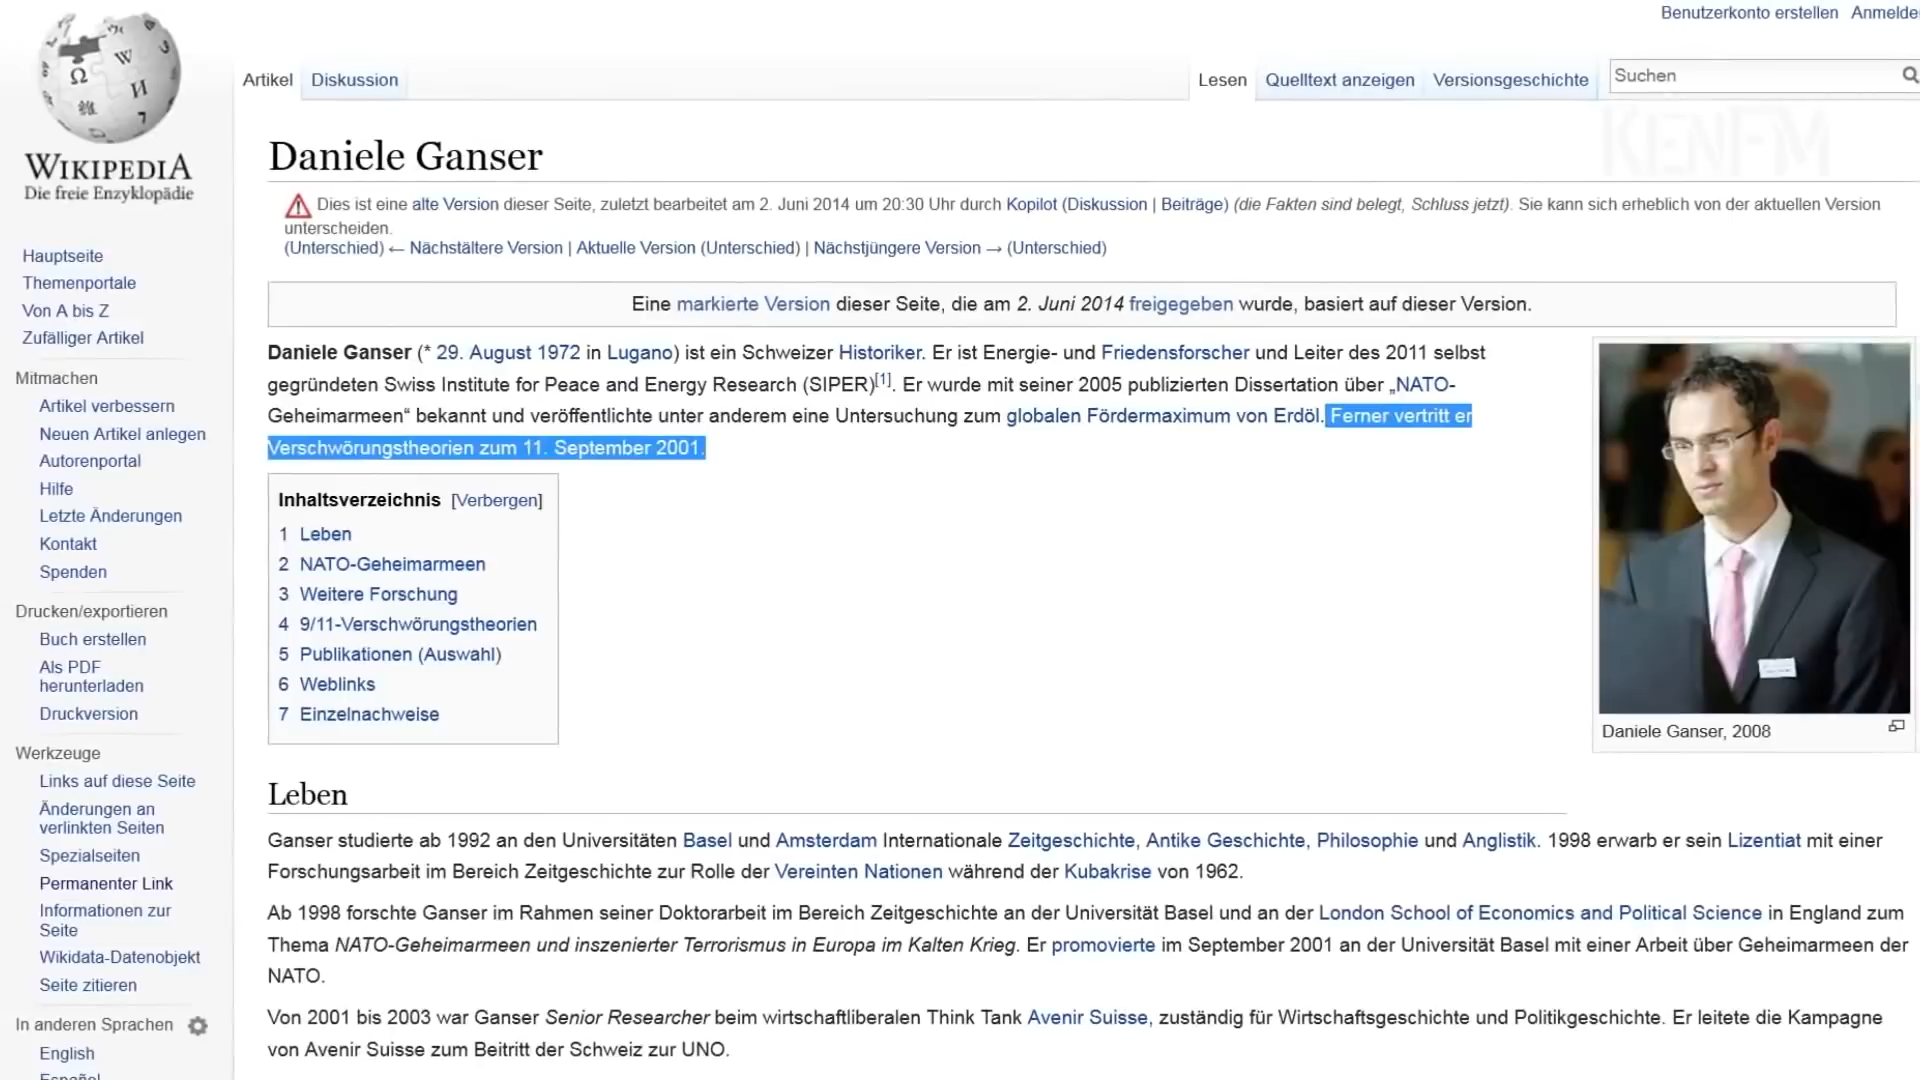 Benutzerkonto erstellen Anmelde
WIKIPEDIA
Die freie Enzyklopädie
Artikel Diskussion Lesen Quelltext anzeigen Versionsgeschichte Suchen
KENFM
Daniele Ganser
Dies ist eine alte Version dieser Seite, zuletzt bearbeitet am 2. Juni 2014 um 20:30 Uhr durch Kopilot (Diskussion | Beiträge) (die Fakten sind belegt, Schluss jetzt). Sie kann sich erheblich von der aktuellen Version
unterscheiden.
(Unterschied) ← Nächstältere Version | Aktuelle Version (Unterschied) | Nächstjüngere Version → (Unterschied)
Eine markierte Version dieser Seite, die am 2. Juni 2014 freigegeben wurde, basiert auf dieser Version.
Daniele Ganser (* 29. August 1972 in Lugano) ist ein Schweizer Historiker. Er ist Energie- und Friedensforscher und Leiter des 2011 selbst
gegründeten Swiss Institute for Peace and Energy Research (SIPER)[1]. Er wurde mit seiner 2005 publizierten Dissertation über „NATO-
Geheimarmeen“ bekannt und veröffentlichte unter anderem eine Untersuchung zum globalen Fördermaximum von Erdöl. Ferner vertritt er
Verschwörungstheorien zum 11. September 2001.
Inhaltsverzeichnis [Verbergen]
1 Leben
2 NATO-Geheimarmeen
3 Weitere Forschung
4 9/11-Verschwörungstheorien
5 Publikationen (Auswahl)
6 Weblinks
7 Einzelnachweise
Daniele Ganser, 2008
Leben
Ganser studierte ab 1992 an den Universitäten Basel und Amsterdam Internationale Zeitgeschichte, Antike Geschichte, Philosophie und Anglistik. 1998 erwarb er sein Lizentiat mit einer
Forschungsarbeit im Bereich Zeitgeschichte zur Rolle der Vereinten Nationen während der Kubakrise von 1962.
Ab 1998 forschte Ganser im Rahmen seiner Doktorarbeit im Bereich Zeitgeschichte an der Universität Basel und an der London School of Economics and Political Science in England zum
Thema NATO-Geheimarmeen und inszenierter Terrorismus in Europa im Kalten Krieg. Er promovierte im September 2001 an der Universität Basel mit einer Arbeit über Geheimarmeen der
NATO.
Von 2001 bis 2003 war Ganser Senior Researcher beim wirtschaftliberalen Think Tank Avenir Suisse, zuständig für Wirtschaftsgeschichte und Politikgeschichte. Er leitete die Kampagne
von Avenir Suisse zum Beitritt der Schweiz zur UNO.
Hauptseite
Themenportale
Von A bis Z
Zufälliger Artikel
Mitmachen
Artikel verbessern
Neuen Artikel anlegen
Autorenportal
Hilfe
Letzte Änderungen
Kontakt
Spenden
Drucken/exportieren
Buch erstellen
Als PDF
herunterladen
Druckversion
Werkzeuge
Links auf diese Seite
Änderungen an
verlinkten Seiten
Spezialseiten
Permanenter Link
Informationen zur
Seite
Wikidata-Datenobjekt
Seite zitieren
In anderen Sprachen
English
Español